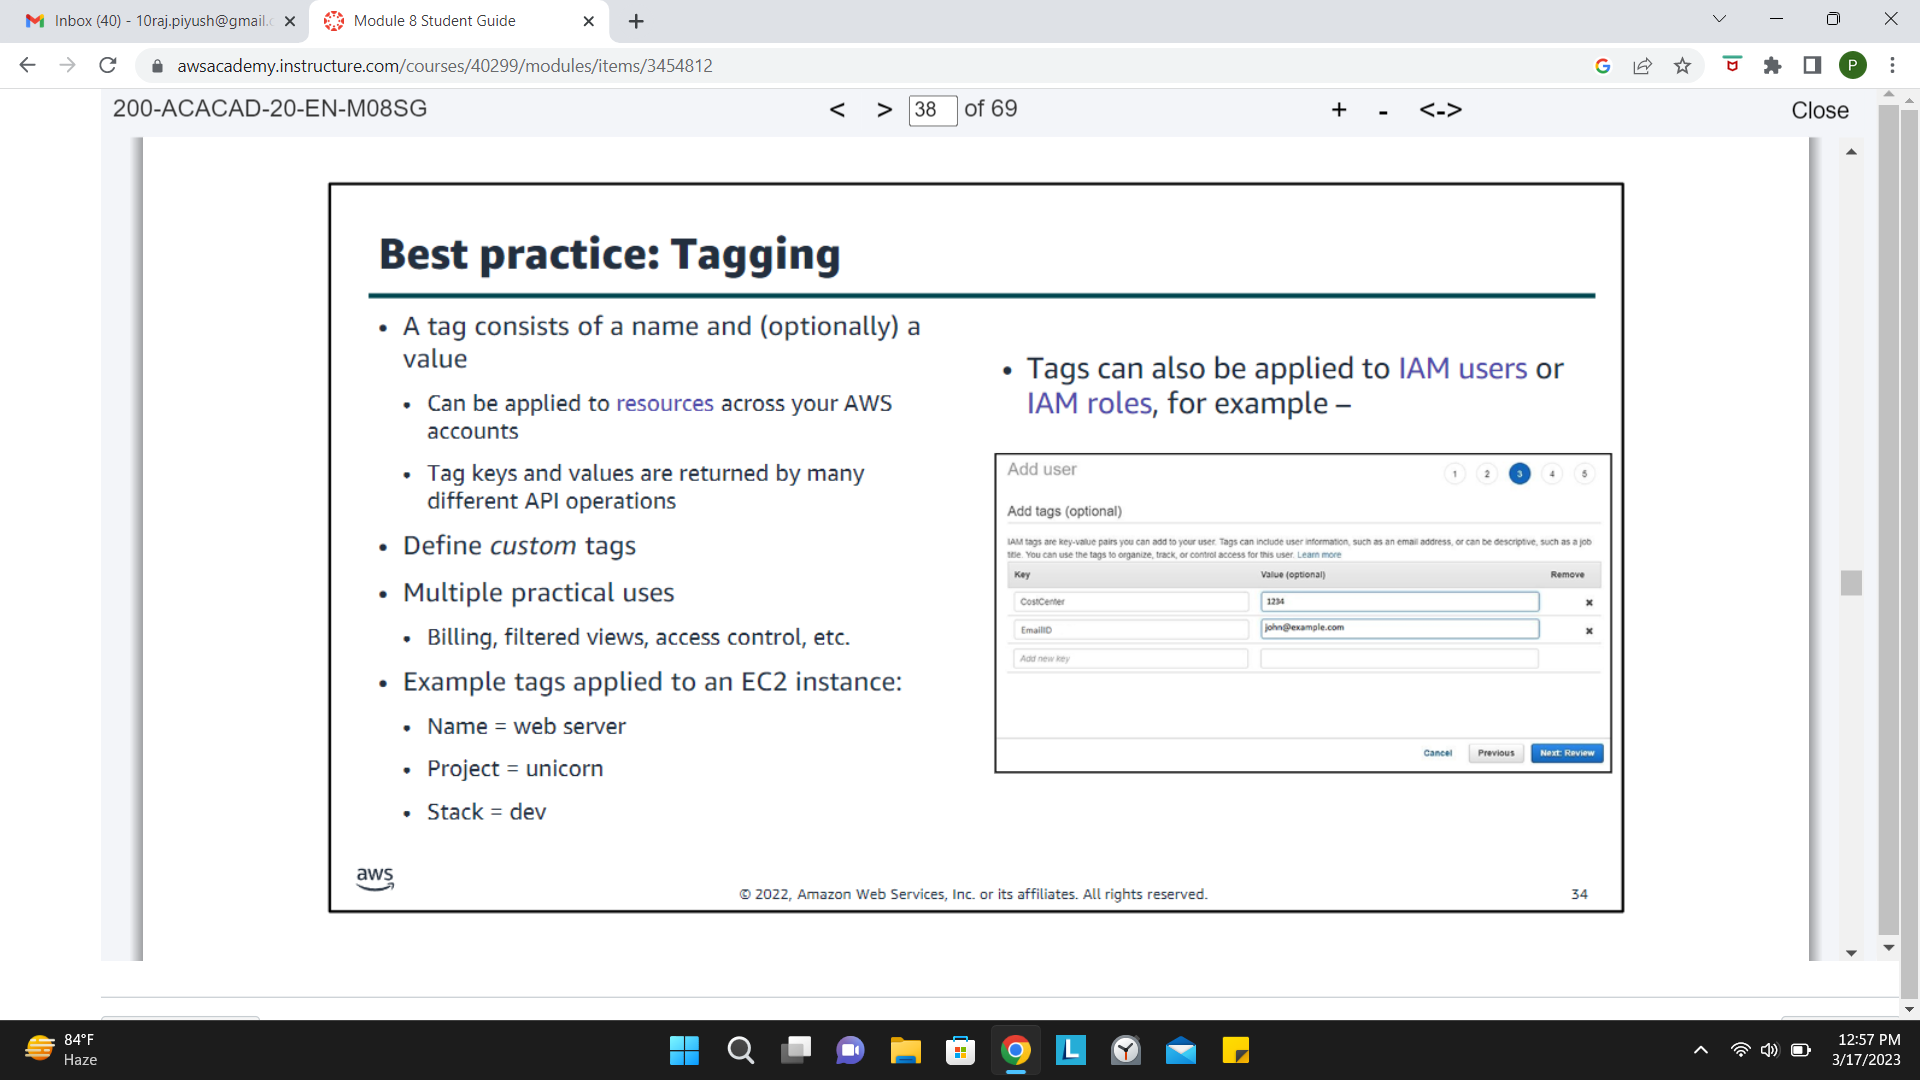 Inbox (40) - 10raj.piyush@gmail.c
Module 8 Student Guide
awsacademy.instructure.com/courses/40299/modules/items/3454812
P
200-ACACAD-20-EN-M08SG
< > 38 of 69
+ - <->
Close
Best practice: Tagging
• A tag consists of a name and (optionally) a
value
• Can be applied to resources across your AWS
accounts
• Tag keys and values are returned by many
different API operations
• Define custom tags
• Multiple practical uses
• Billing, filtered views, access control, etc.
• Example tags applied to an EC2 instance:
• Name = web server
• Project = unicorn
• Stack = dev
• Tags can also be applied to IAM users or
IAM roles, for example –
Add user
1 2 3 4 5
Add tags (optional)
IAM tags are key-value pairs you can add to your user. Tags can include user information, such as an email address, or can be descriptive, such as a job
title. You can use the tags to organize, track, or control access for this user. Learn more
Key Value (optional) Remove
CostCenter 1234
EmailID john@example.com
Add new key
Cancel Previous Next: Review
aws
© 2022, Amazon Web Services, Inc. or its affiliates. All rights reserved.
34
84°F
Haze
L
12:57 PM
3/17/2023